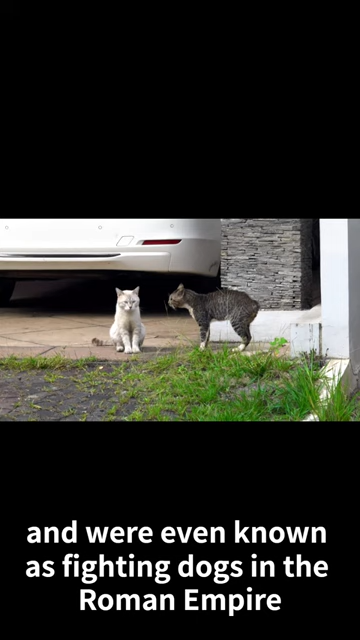 and were even known
as fighting dogs in the
Roman Empire